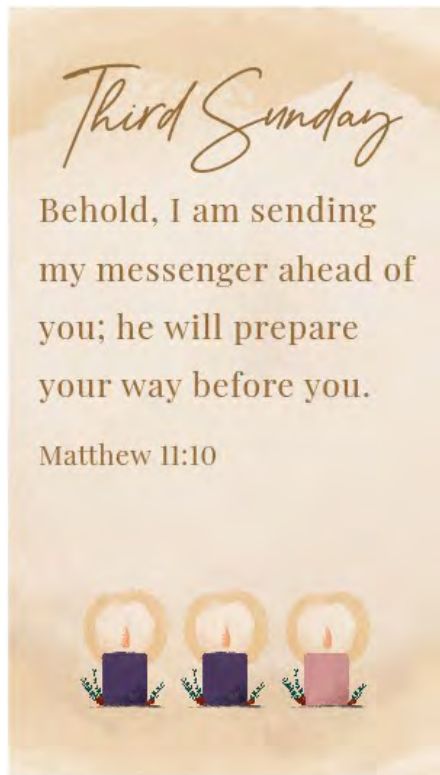 Third Sunday
Behold, I am sending
my messenger ahead of
you; he will prepare
your way before you.
Matthew 11:10